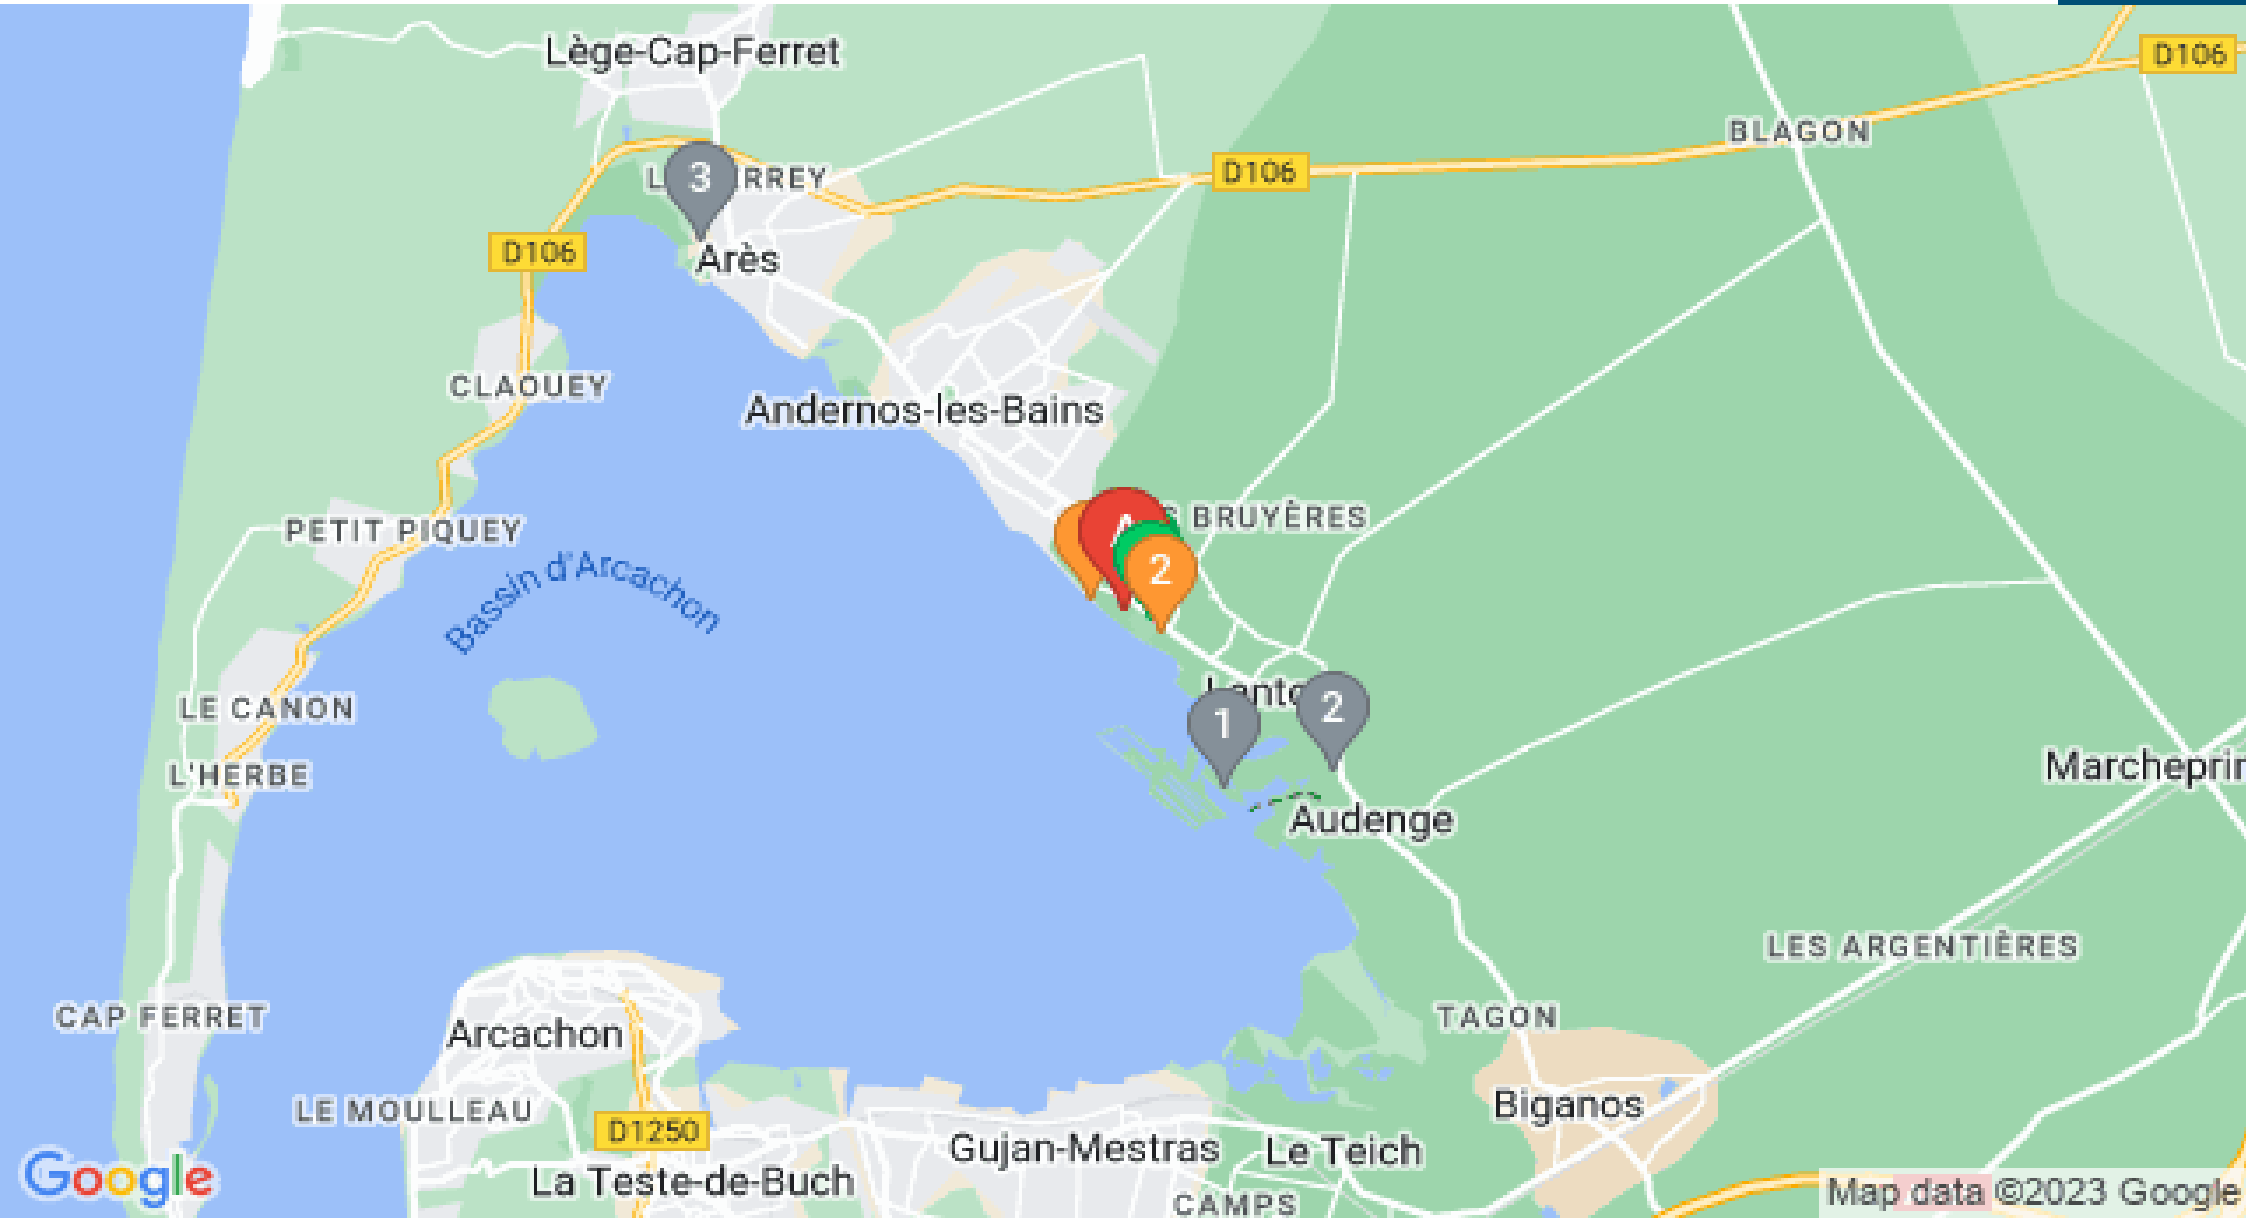 Lège-Cap-Ferret
D106
BLAGON
D106
3
D106
Arès
CLAOUEY
Andernos-les-Bains
BRUYÈRES
PETIT PIQUEY
2
Bassin d'Arcachon
LE CANON
1
2
L'HERBE
Audenge
LES ARGENTIÈRES
CAP FERRET
TAGON
Arcachon
LE MOULLEAU
D1250
Biganos
Gujan-Mestras
Le Teich
La Teste-de-Buch
CAMPS
Google
Map data ©2023 Google